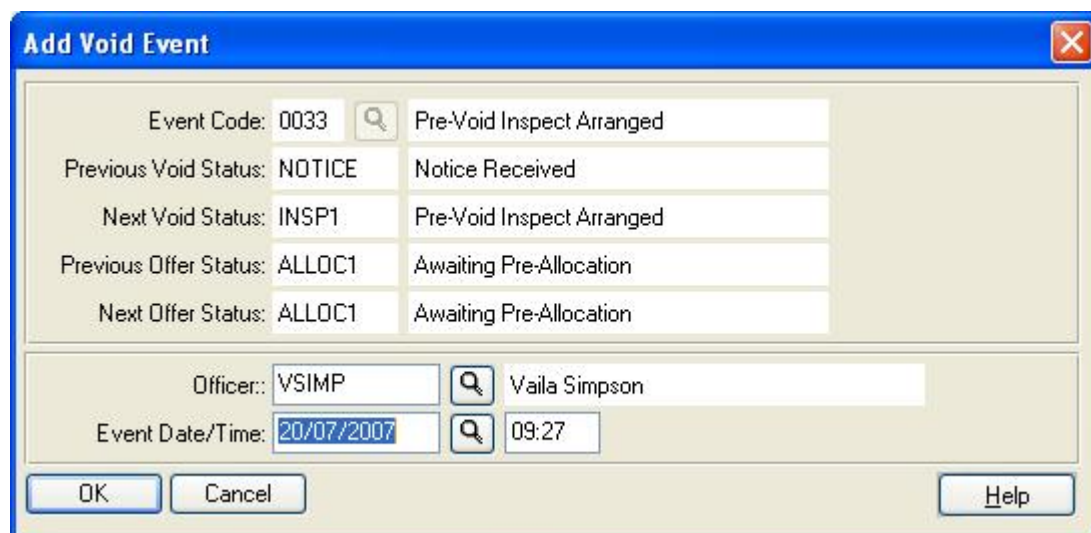 Add Void Event
Event Code: 0033 Pre-Void Inspect Arranged
Previous Void Status: NOTICE Notice Received
Next Void Status: INSP1 Pre-Void Inspect Arranged
Previous Offer Status: ALLOC1 Awaiting Pre-Allocation
Next Offer Status: ALLOC1 Awaiting Pre-Allocation
Officer:: VSIMP Vaila Simpson
Event Date/Time: 20/07/2007 09:27
OK Cancel Help